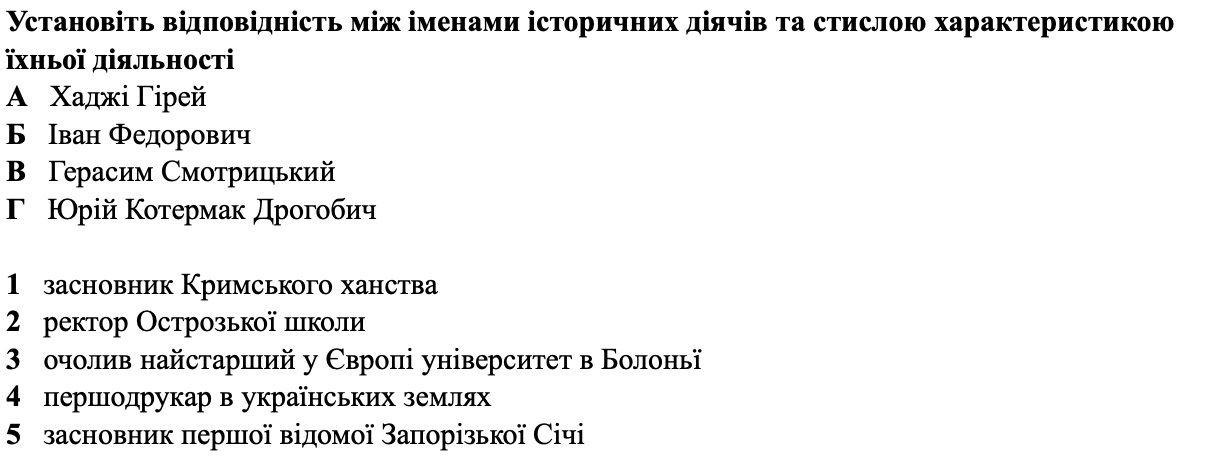 Установіть відповідність між іменами історичних діячів та стислою характеристикою
їхньої діяльності
А Хаджі Гірей
Б Іван Федорович
В Герасим Смотрицький
Г Юрій Котермак Дрогобич
1 засновник Кримського ханства
2 ректор Острозької школи
3 очолив найстарший у Європі університет в Болоньї
4 першодрукар в українських землях
5 засновник першої відомої Запорізької Січі